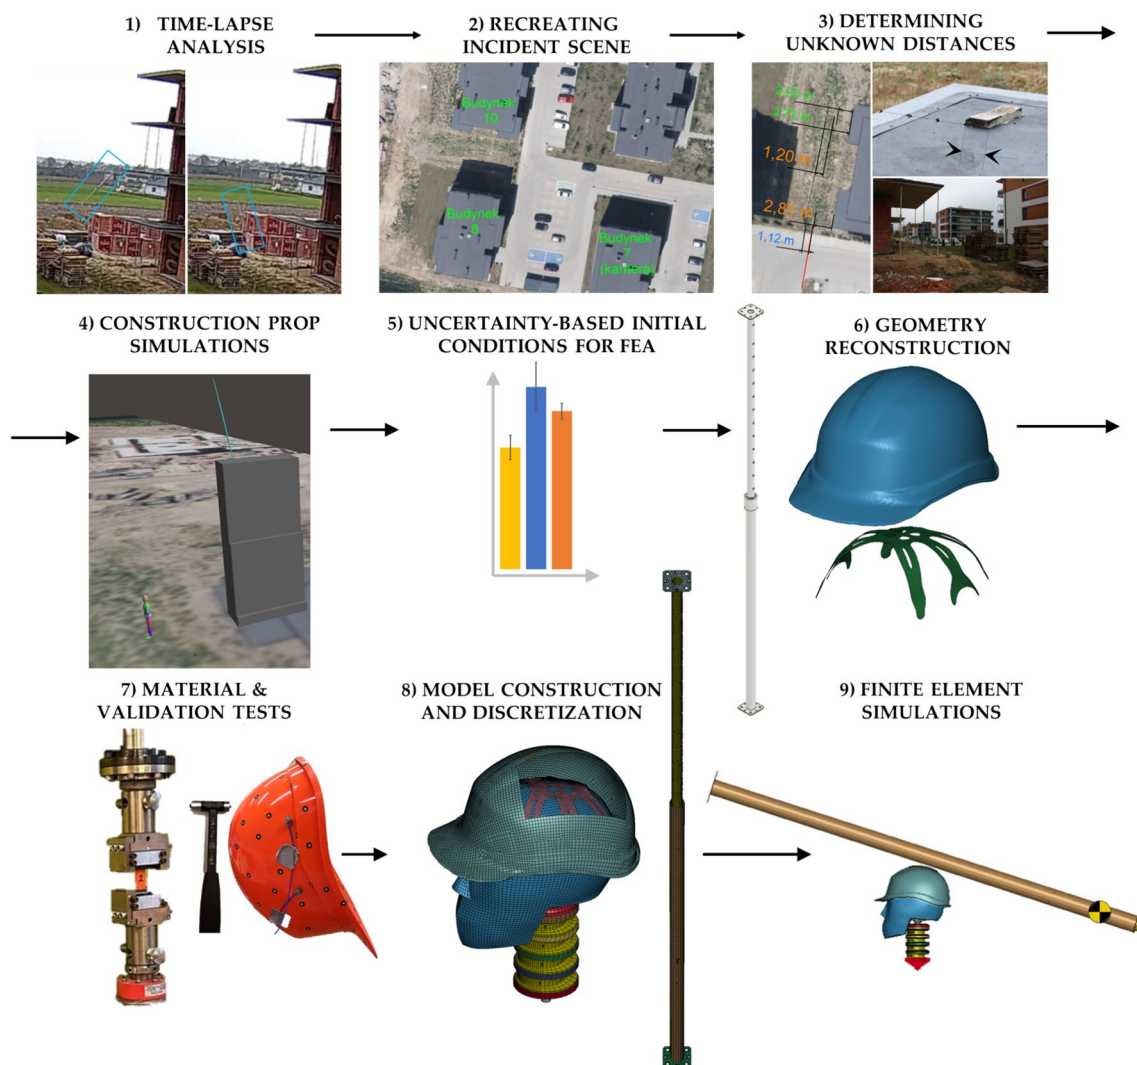 1) TIME-LAPSE
ANALYSIS
2) RECREATING
INCIDENT SCENE
3) DETERMINING
UNKNOWN DISTANCES
Budynek
10
Budynek
8
Budynek
7
(kamera)
1,20 m
2,81 m
1,12 m
4) CONSTRUCTION PROP
SIMULATIONS
5) UNCERTAINTY-BASED INITIAL
CONDITIONS FOR FEA
6) GEOMETRY
RECONSTRUCTION
7) MATERIAL &
VALIDATION TESTS
8) MODEL CONSTRUCTION
AND DISCRETIZATION
9) FINITE ELEMENT
SIMULATIONS
2